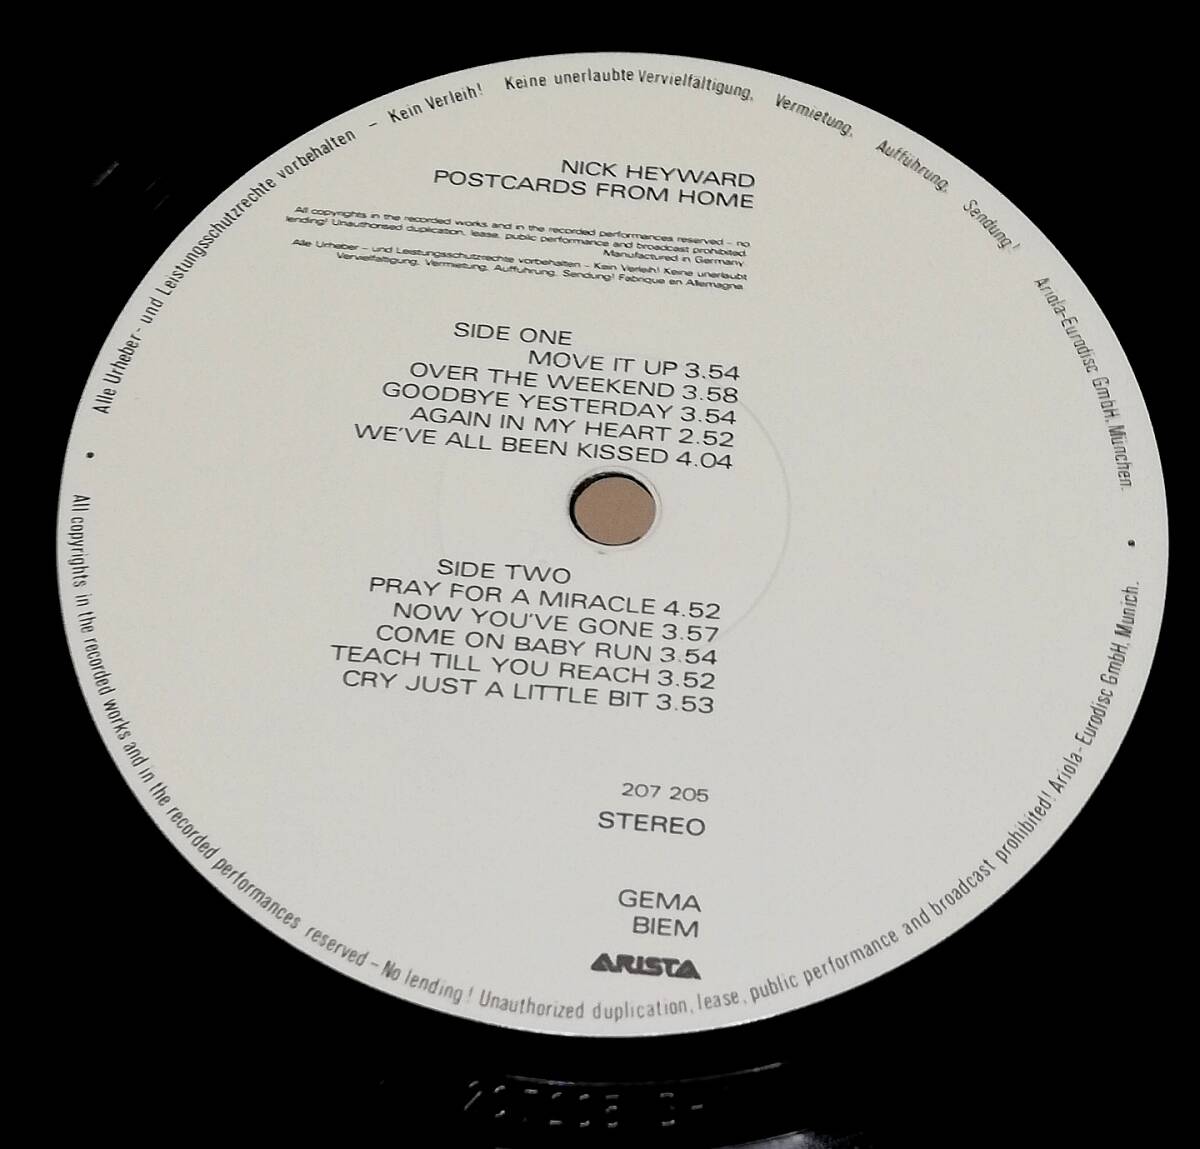 Alle Urheber- und Leistungsschutzrechte vorbehalten – Kein Verleih! Keine unerlaubte Vervielfältigung, Vermietung, Aufführung, Sendung! Ariola-Eurodisc GmbH, München.
NICK HEYWARD
POSTCARDS FROM HOME
All copyrights in the recorded works and in the recorded performances reserved – no
lending! Unauthorised duplication, lease, public performance and broadcast prohibited.
Manufactured in Germany
Alle Urheber – und Leistungsschutzrechte vorbehalten – Kein Verleih! Keine unerlaubt
Vervielfaltigung, Vermietung, Auffuhrung, Sendung! Fabrique en Allemagne
SIDE ONE
MOVE IT UP 3.54
OVER THE WEEKEND 3.58
GOODBYE YESTERDAY 3.54
AGAIN IN MY HEART 2.52
WE'VE ALL BEEN KISSED 4.04
SIDE TWO
PRAY FOR A MIRACLE 4.52
NOW YOU'VE GONE 3.57
COME ON BABY RUN 3.54
TEACH TILL YOU REACH 3.52
CRY JUST A LITTLE BIT 3.53
207 205
STEREO
GEMA
BIEM
ARISTA
All copyrights in the recorded works and in the recorded performances reserved – No lending! Unauthorized duplication, lease, public performance and broadcast prohibited! Ariola-Eurodisc GmbH, Munich.